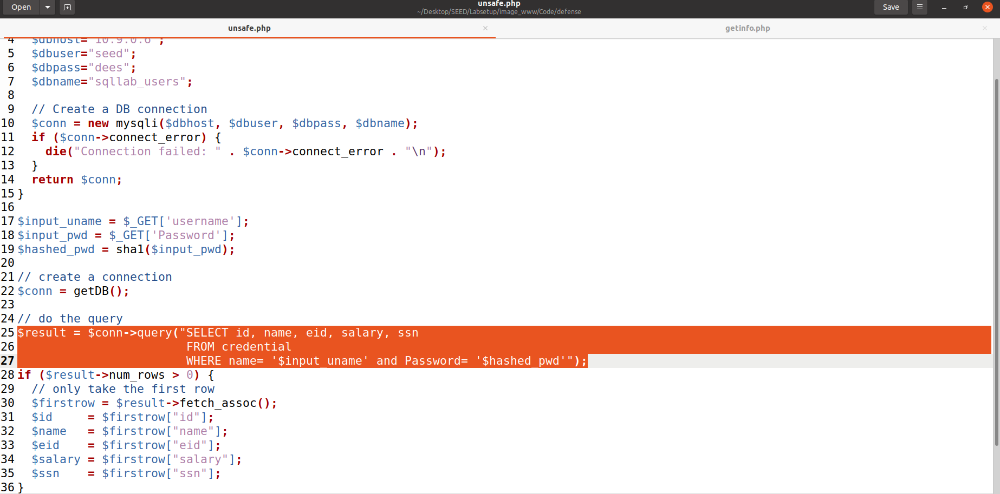 Open
unsafe.php
~/Desktop/SEED/Labsetup/image_www/Code/defense
Save
unsafe.php
getinfo.php
4 $dbhost="10.9.0.6";
5 $dbuser="seed";
6 $dbpass="dees";
7 $dbname="sqllab_users";
8
9 // Create a DB connection
10 $conn = new mysqli($dbhost, $dbuser, $dbpass, $dbname);
11 if ($conn->connect_error) {
12 die("Connection failed: " . $conn->connect_error . "\n");
13 }
14 return $conn;
15 }
16
17 $input_uname = $_GET['username'];
18 $input_pwd = $_GET['Password'];
19 $hashed_pwd = sha1($input_pwd);
20
21 // create a connection
22 $conn = getDB();
23
24 // do the query
25 $result = $conn->query("SELECT id, name, eid, salary, ssn
26 FROM credential
27 WHERE name= '$input_uname' and Password= '$hashed_pwd'");
28 if ($result->num_rows > 0) {
29 // only take the first row
30 $firstrow = $result->fetch_assoc();
31 $id = $firstrow["id"];
32 $name = $firstrow["name"];
33 $eid = $firstrow["eid"];
34 $salary = $firstrow["salary"];
35 $ssn = $firstrow["ssn"];
36 }